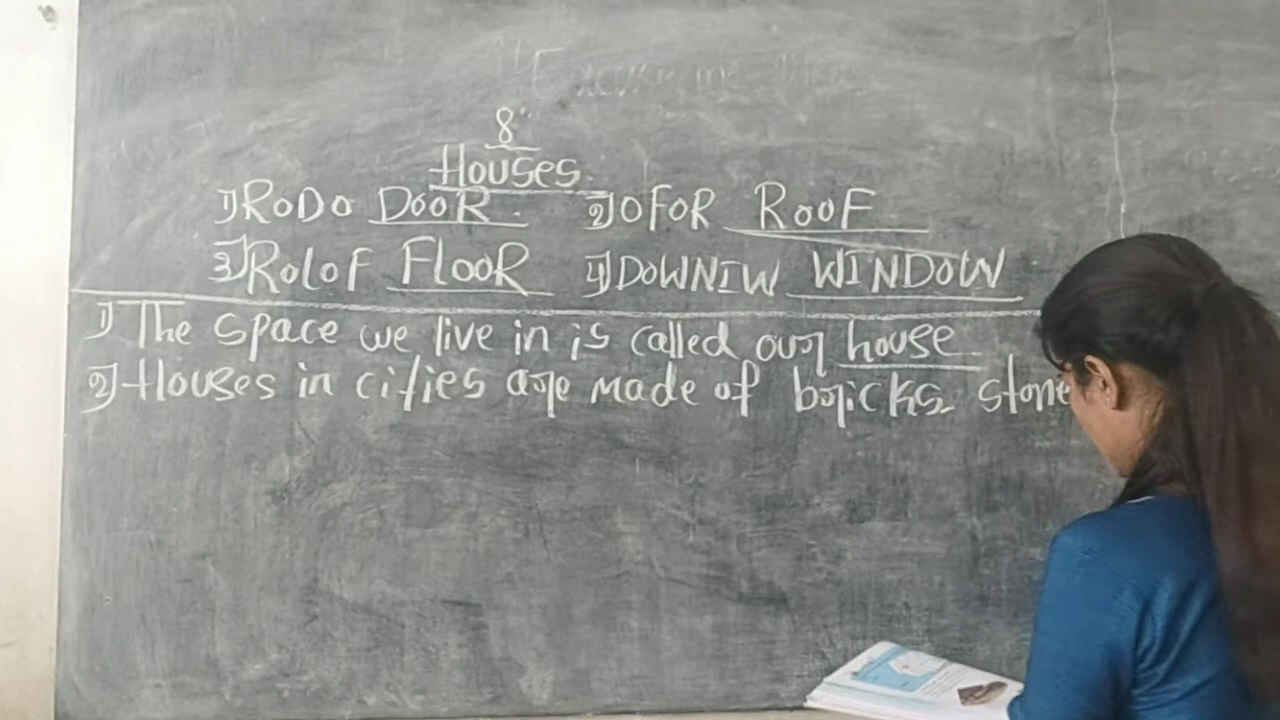 8
Houses.
1) RoDo DooR. 2) OFOR RooF
3) RoloF FlooR 4) DOWNIW WINDOW
1) The space we live in is called our house.
2) Houses in cities are made of bricks stone